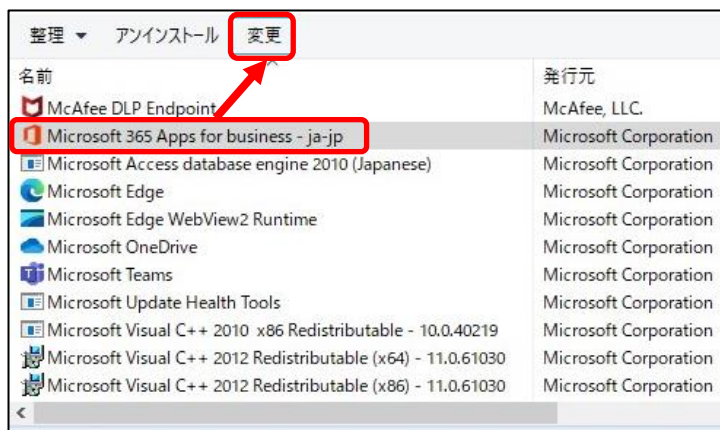 整理 アンインストール 変更
名前 発行元
McAfee DLP Endpoint McAfee, LLC.
Microsoft 365 Apps for business - ja-jp Microsoft Corporation
Microsoft Access database engine 2010 (Japanese) Microsoft Corporation
Microsoft Edge Microsoft Corporation
Microsoft Edge WebView2 Runtime Microsoft Corporation
Microsoft OneDrive Microsoft Corporation
Microsoft Teams Microsoft Corporation
Microsoft Update Health Tools Microsoft Corporation
Microsoft Visual C++ 2010 x86 Redistributable - 10.0.40219 Microsoft Corporation
Microsoft Visual C++ 2012 Redistributable (x64) - 11.0.61030 Microsoft Corporation
Microsoft Visual C++ 2012 Redistributable (x86) - 11.0.61030 Microsoft Corporation